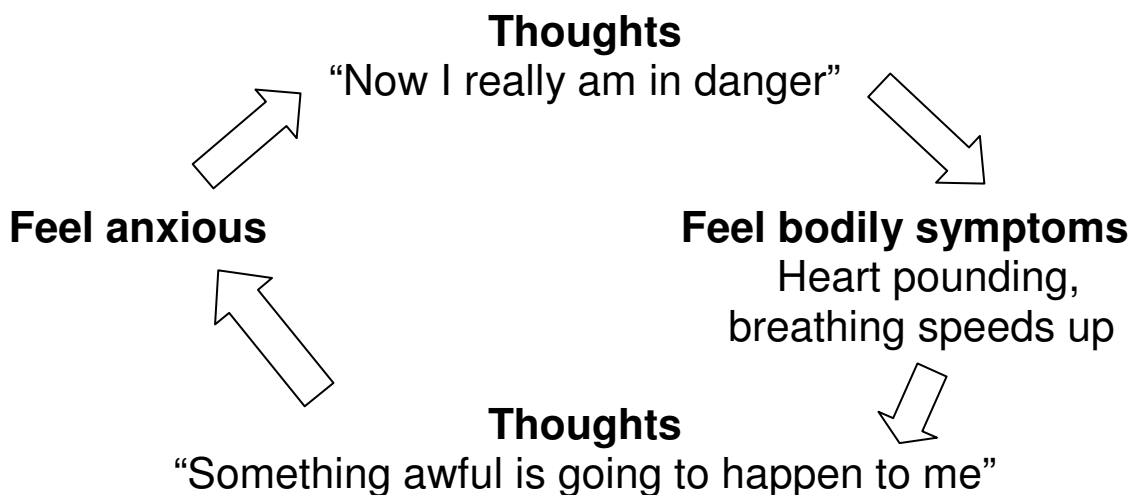 Thoughts
“Now I really am in danger”
Feel anxious
Feel bodily symptoms
Heart pounding,
breathing speeds up
Thoughts
“Something awful is going to happen to me”